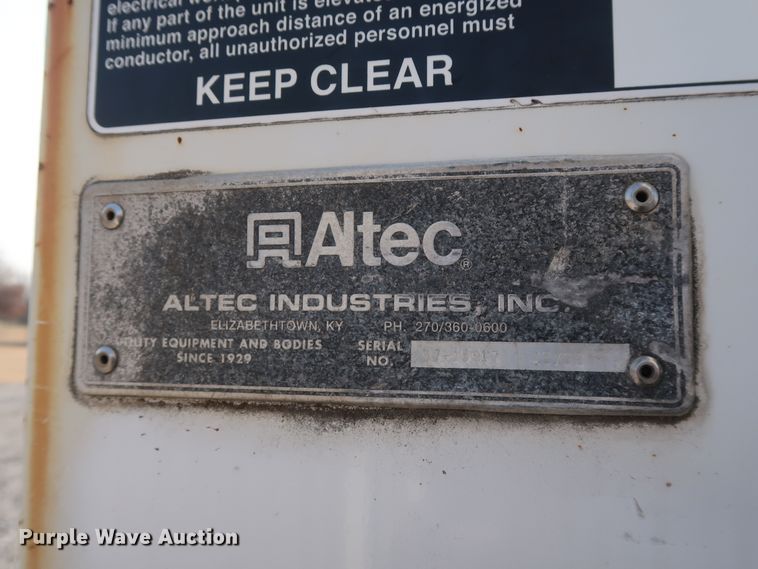 electrical
If any part of the unit is elevated
minimum approach distance of an energized
conductor, all unauthorized personnel must
KEEP CLEAR
Altec®
ALTEC INDUSTRIES, INC.
ELIZABETHTOWN, KY PH. 270/360-0600
UTILITY EQUIPMENT AND BODIES SERIAL
SINCE 1929 NO.
Purple Wave Auction